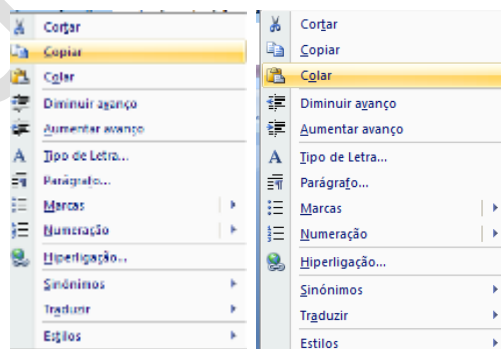 Cortar
Copiar
Colar
Diminuir avanço
Aumentar avanço
Tipo de Letra...
Parágrafo...
Marcas
Numeração
Hiperligação...
Sinónimos
Traduzir
Estilos
Cortar
Copiar
Colar
Diminuir avanço
Aumentar avanço
Tipo de Letra...
Parágrafo...
Marcas
Numeração
Hiperligação...
Sinónimos
Traduzir
Estilos